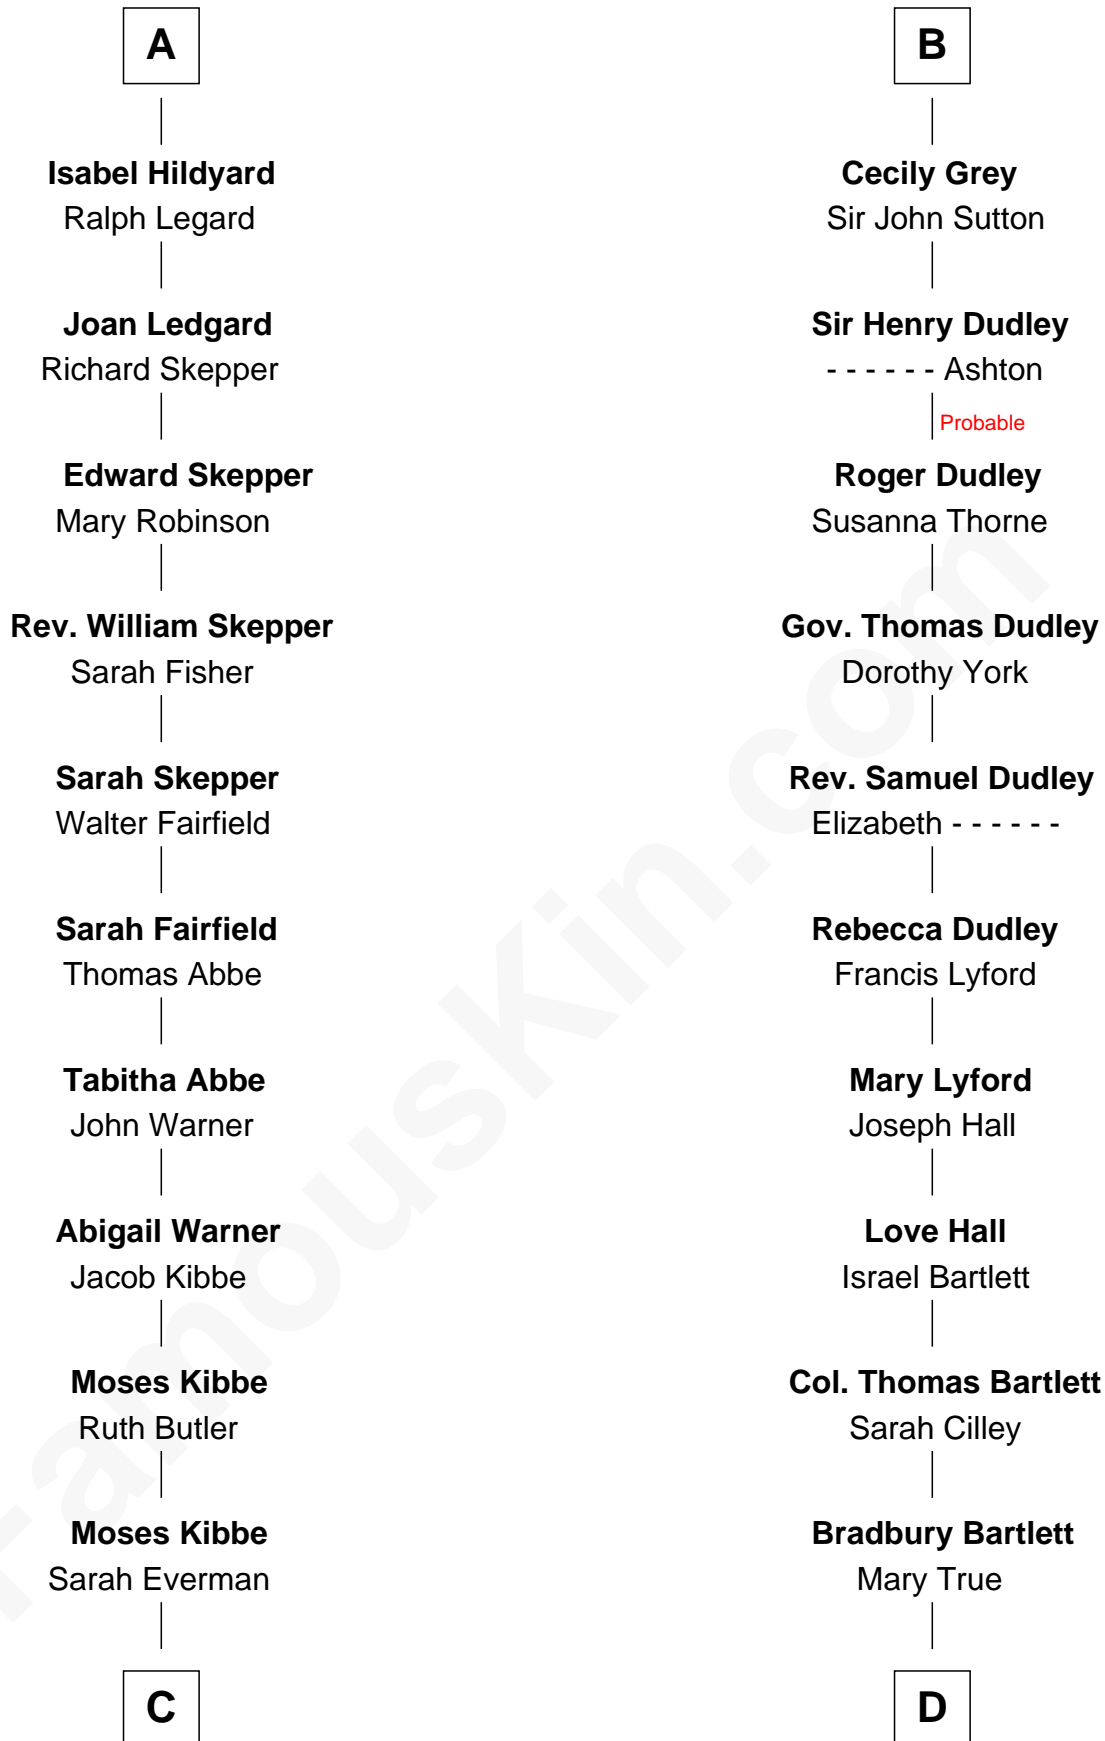 A
Isabel Hildyard
Ralph Legard
Joan Ledgard
Richard Skepper
Edward Skepper
Mary Robinson
Rev. William Skepper
Sarah Fisher
Sarah Skepper
Walter Fairfield
Sarah Fairfield
Thomas Abbe
Tabitha Abbe
John Warner
Abigail Warner
Jacob Kibbe
Moses Kibbe
Ruth Butler
Moses Kibbe
Sarah Everman
C
B
Cecily Grey
Sir John Sutton
Sir Henry Dudley
- - - - - - Ashton
Probable
Roger Dudley
Susanna Thorne
Gov. Thomas Dudley
Dorothy York
Rev. Samuel Dudley
Elizabeth - - - - - -
Rebecca Dudley
Francis Lyford
Mary Lyford
Joseph Hall
Love Hall
Israel Bartlett
Col. Thomas Bartlett
Sarah Cilley
Bradbury Bartlett
Mary True
D
FamousKin.com